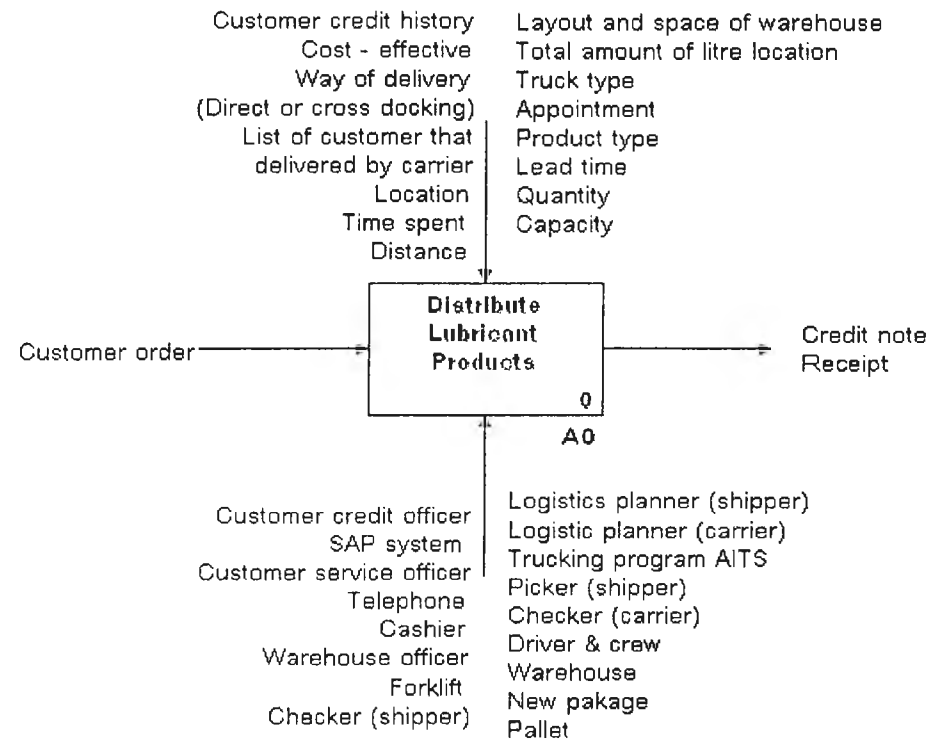 Customer credit history
Cost - effective
Way of delivery
(Direct or cross docking)
List of customer that
delivered by carrier
Location
Time spent
Distance
Layout and space of warehouse
Total amount of litre location
Truck type
Appointment
Product type
Lead time
Quantity
Capacity
Customer order
Distribute
Lubricant
Products
0
A0
Credit note
Receipt
Customer credit officer
SAP system
Customer service officer
Telephone
Cashier
Warehouse officer
Forklift
Checker (shipper)
Logistics planner (shipper)
Logistic planner (carrier)
Trucking program AITS
Picker (shipper)
Checker (carrier)
Driver & crew
Warehouse
New pakage
Pallet